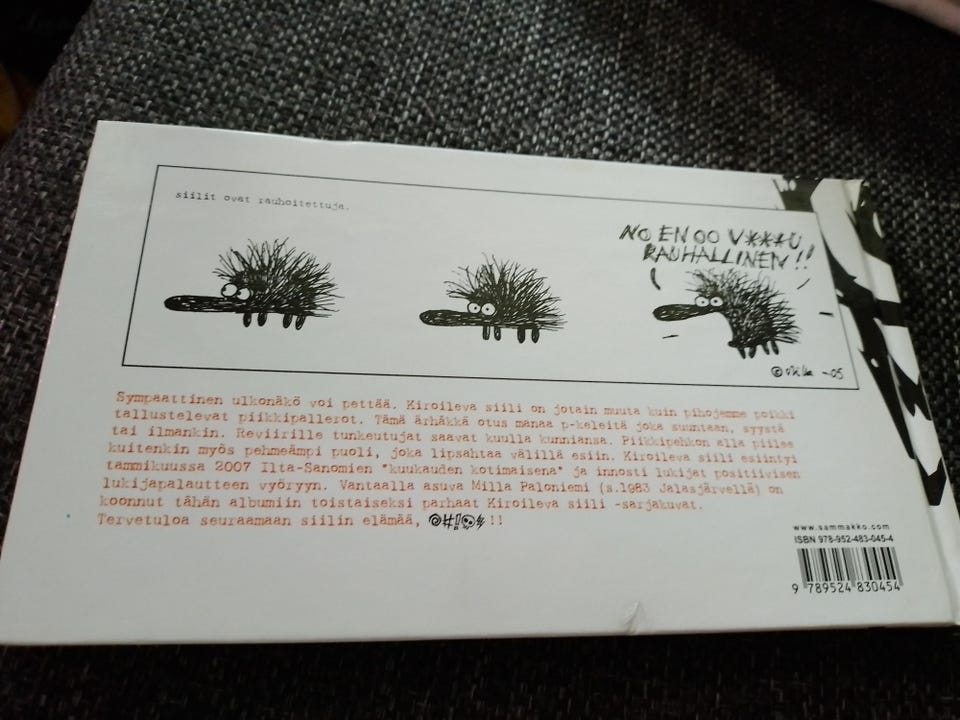 siilit ovat rauhoitettuja.
NO EN OO V***U
RAUHALLINEN!!
© Milla -05
Sympaattinen ulkonäkö voi pettää. Kiroileva siili on jotain muuta kuin pihojemme poikki
tallustelevat piikkipallerot. Tämä ärhäkkä otus manaa p-keleitä joka suuntaan, syystä
tai ilmankin. Reviirille tunkeutujat saavat kuulla kunniansa. Piikkipehkon alla piilee
kuitenkin myös pehmeämpi puoli, joka lipsahtaa välillä esiin. Kiroileva siili esiintyi
tammikuussa 2007 Ilta-Sanomien "kuukauden kotimaisena" ja innosti lukijat positiivisen
lukijapalautteen vyöryyn. Vantaalla asuva Milla Paloniemi (s.1983 Jalasjärvellä) on
koonnut tähän albumiin toistaiseksi parhaat Kiroileva siili -sarjakuvat.
Tervetuloa seuraamaan siilin elämää, @#!☠↯!!
www.sammakko.com
ISBN 978-952-483-045-4
9 789524 830454